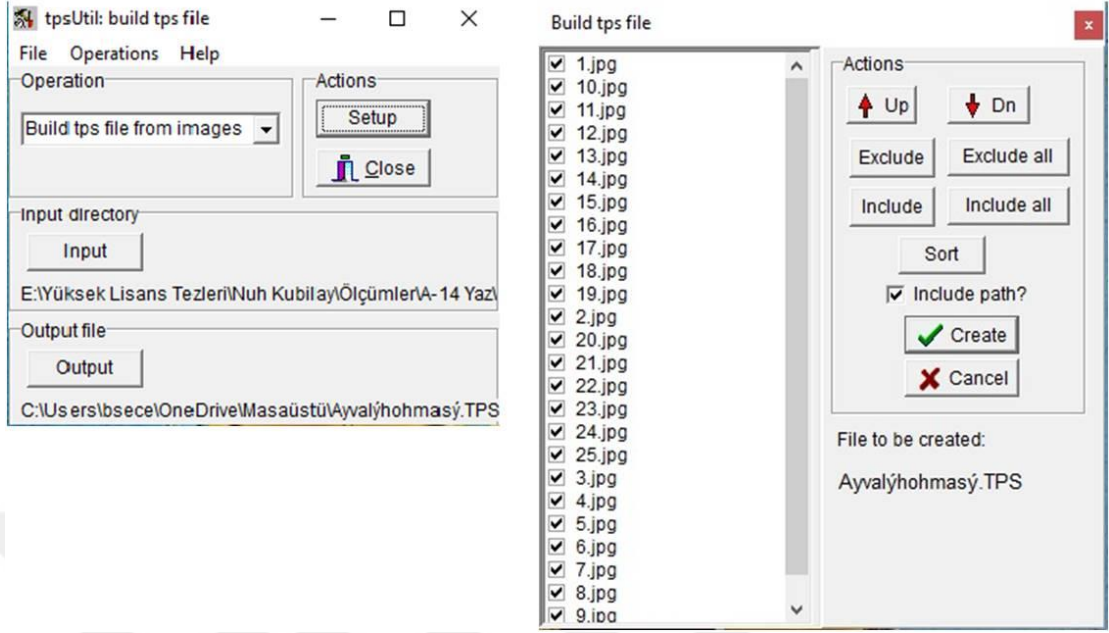 tpsUtil: build tps file
File Operations Help
Operation
Build tps file from images
Actions
Setup
Close
Input directory
Input
E:\Yüksek Lisans Tezleri\Nuh Kubilay\Ölçümler\A-14 Yaz\
Output file
Output
C:\Users\bsece\OneDrive\Masaüstü\Ayvalýhohmasý.TPS
Build tps file
1.jpg
10.jpg
11.jpg
12.jpg
13.jpg
14.jpg
15.jpg
16.jpg
17.jpg
18.jpg
19.jpg
2.jpg
20.jpg
21.jpg
22.jpg
23.jpg
24.jpg
25.jpg
3.jpg
4.jpg
5.jpg
6.jpg
7.jpg
8.jpg
9.jpg
Actions
Up Dn
Exclude Exclude all
Include Include all
Sort
Include path?
Create
Cancel
File to be created:
Ayvalýhohmasý.TPS